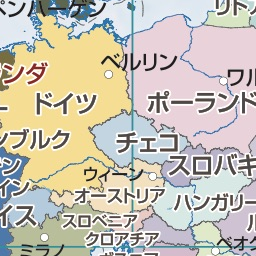 ペンバーゲン
リト
ベルリン
ンダ
ワル
ドイツ
ポーランド
ンブルク
チェコ
スロバキ
ウィーン
イン
オーストリア
ハンガリー
イス
スロベニア
クロアチア
ミラノ
ベオ